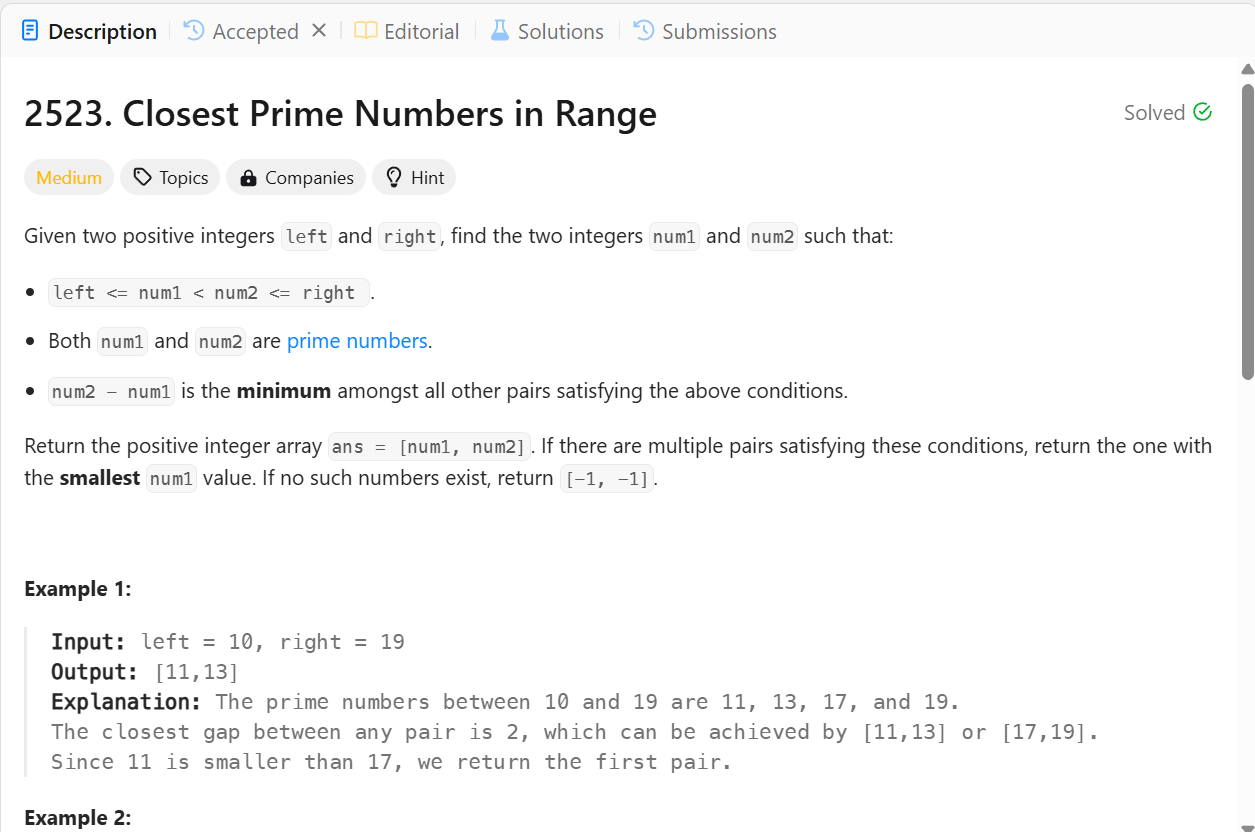 Description Accepted Editorial Solutions Submissions
2523. Closest Prime Numbers in Range Solved
Medium Topics Companies Hint
Given two positive integers left and right, find the two integers num1 and num2 such that:
• left <= num1 < num2 <= right .
• Both num1 and num2 are prime numbers.
• num2 - num1 is the minimum amongst all other pairs satisfying the above conditions.
Return the positive integer array ans = [num1, num2]. If there are multiple pairs satisfying these conditions, return the one with
the smallest num1 value. If no such numbers exist, return [-1, -1].
Example 1:
Input: left = 10, right = 19
Output: [11,13]
Explanation: The prime numbers between 10 and 19 are 11, 13, 17, and 19.
The closest gap between any pair is 2, which can be achieved by [11,13] or [17,19].
Since 11 is smaller than 17, we return the first pair.
Example 2: